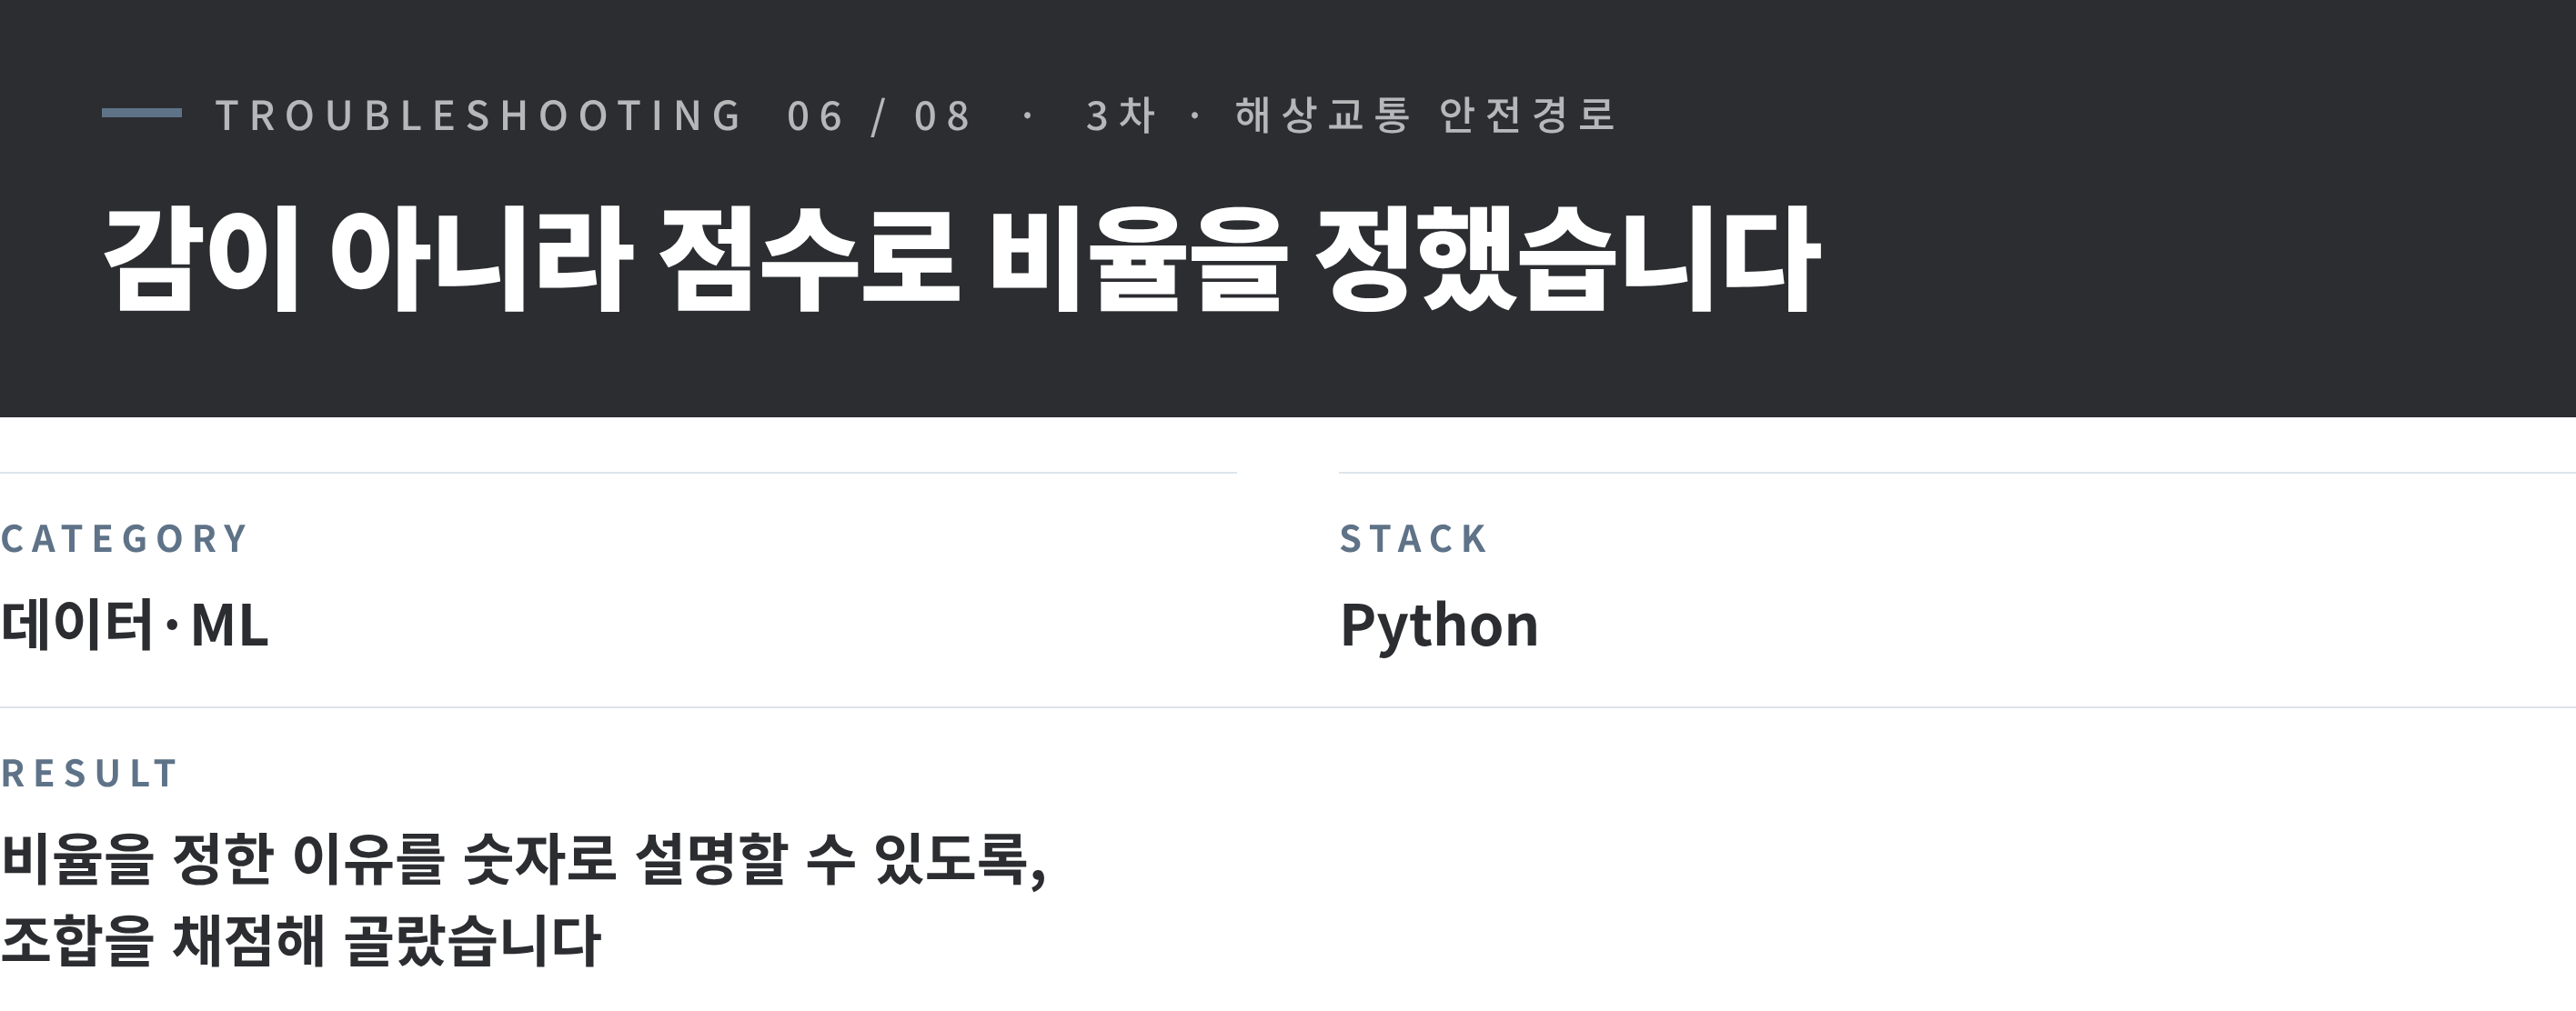 TROUBLESHOOTING 06 / 08 · 3차 · 해상교통 안전경로
감이 아니라 점수로 비율을 정했습니다
CATEGORY
데이터·ML
STACK
Python
RESULT
비율을 정한 이유를 숫자로 설명할 수 있도록,
조합을 채점해 골랐습니다